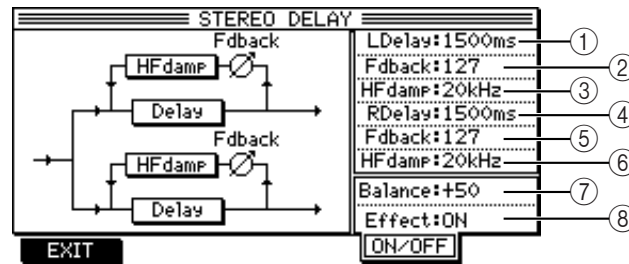 STEREO DELAY
Fdback
HFdamp
Delay
Fdback
HFdamp
Delay
LDelay:1500ms ①
Fdback:127 ②
HFdamp:20kHz ③
RDelay:1500ms ④
Fdback:127 ⑤
HFdamp:20kHz ⑥
Balance:+50 ⑦
Effect:ON ⑧
EXIT
ON/OFF